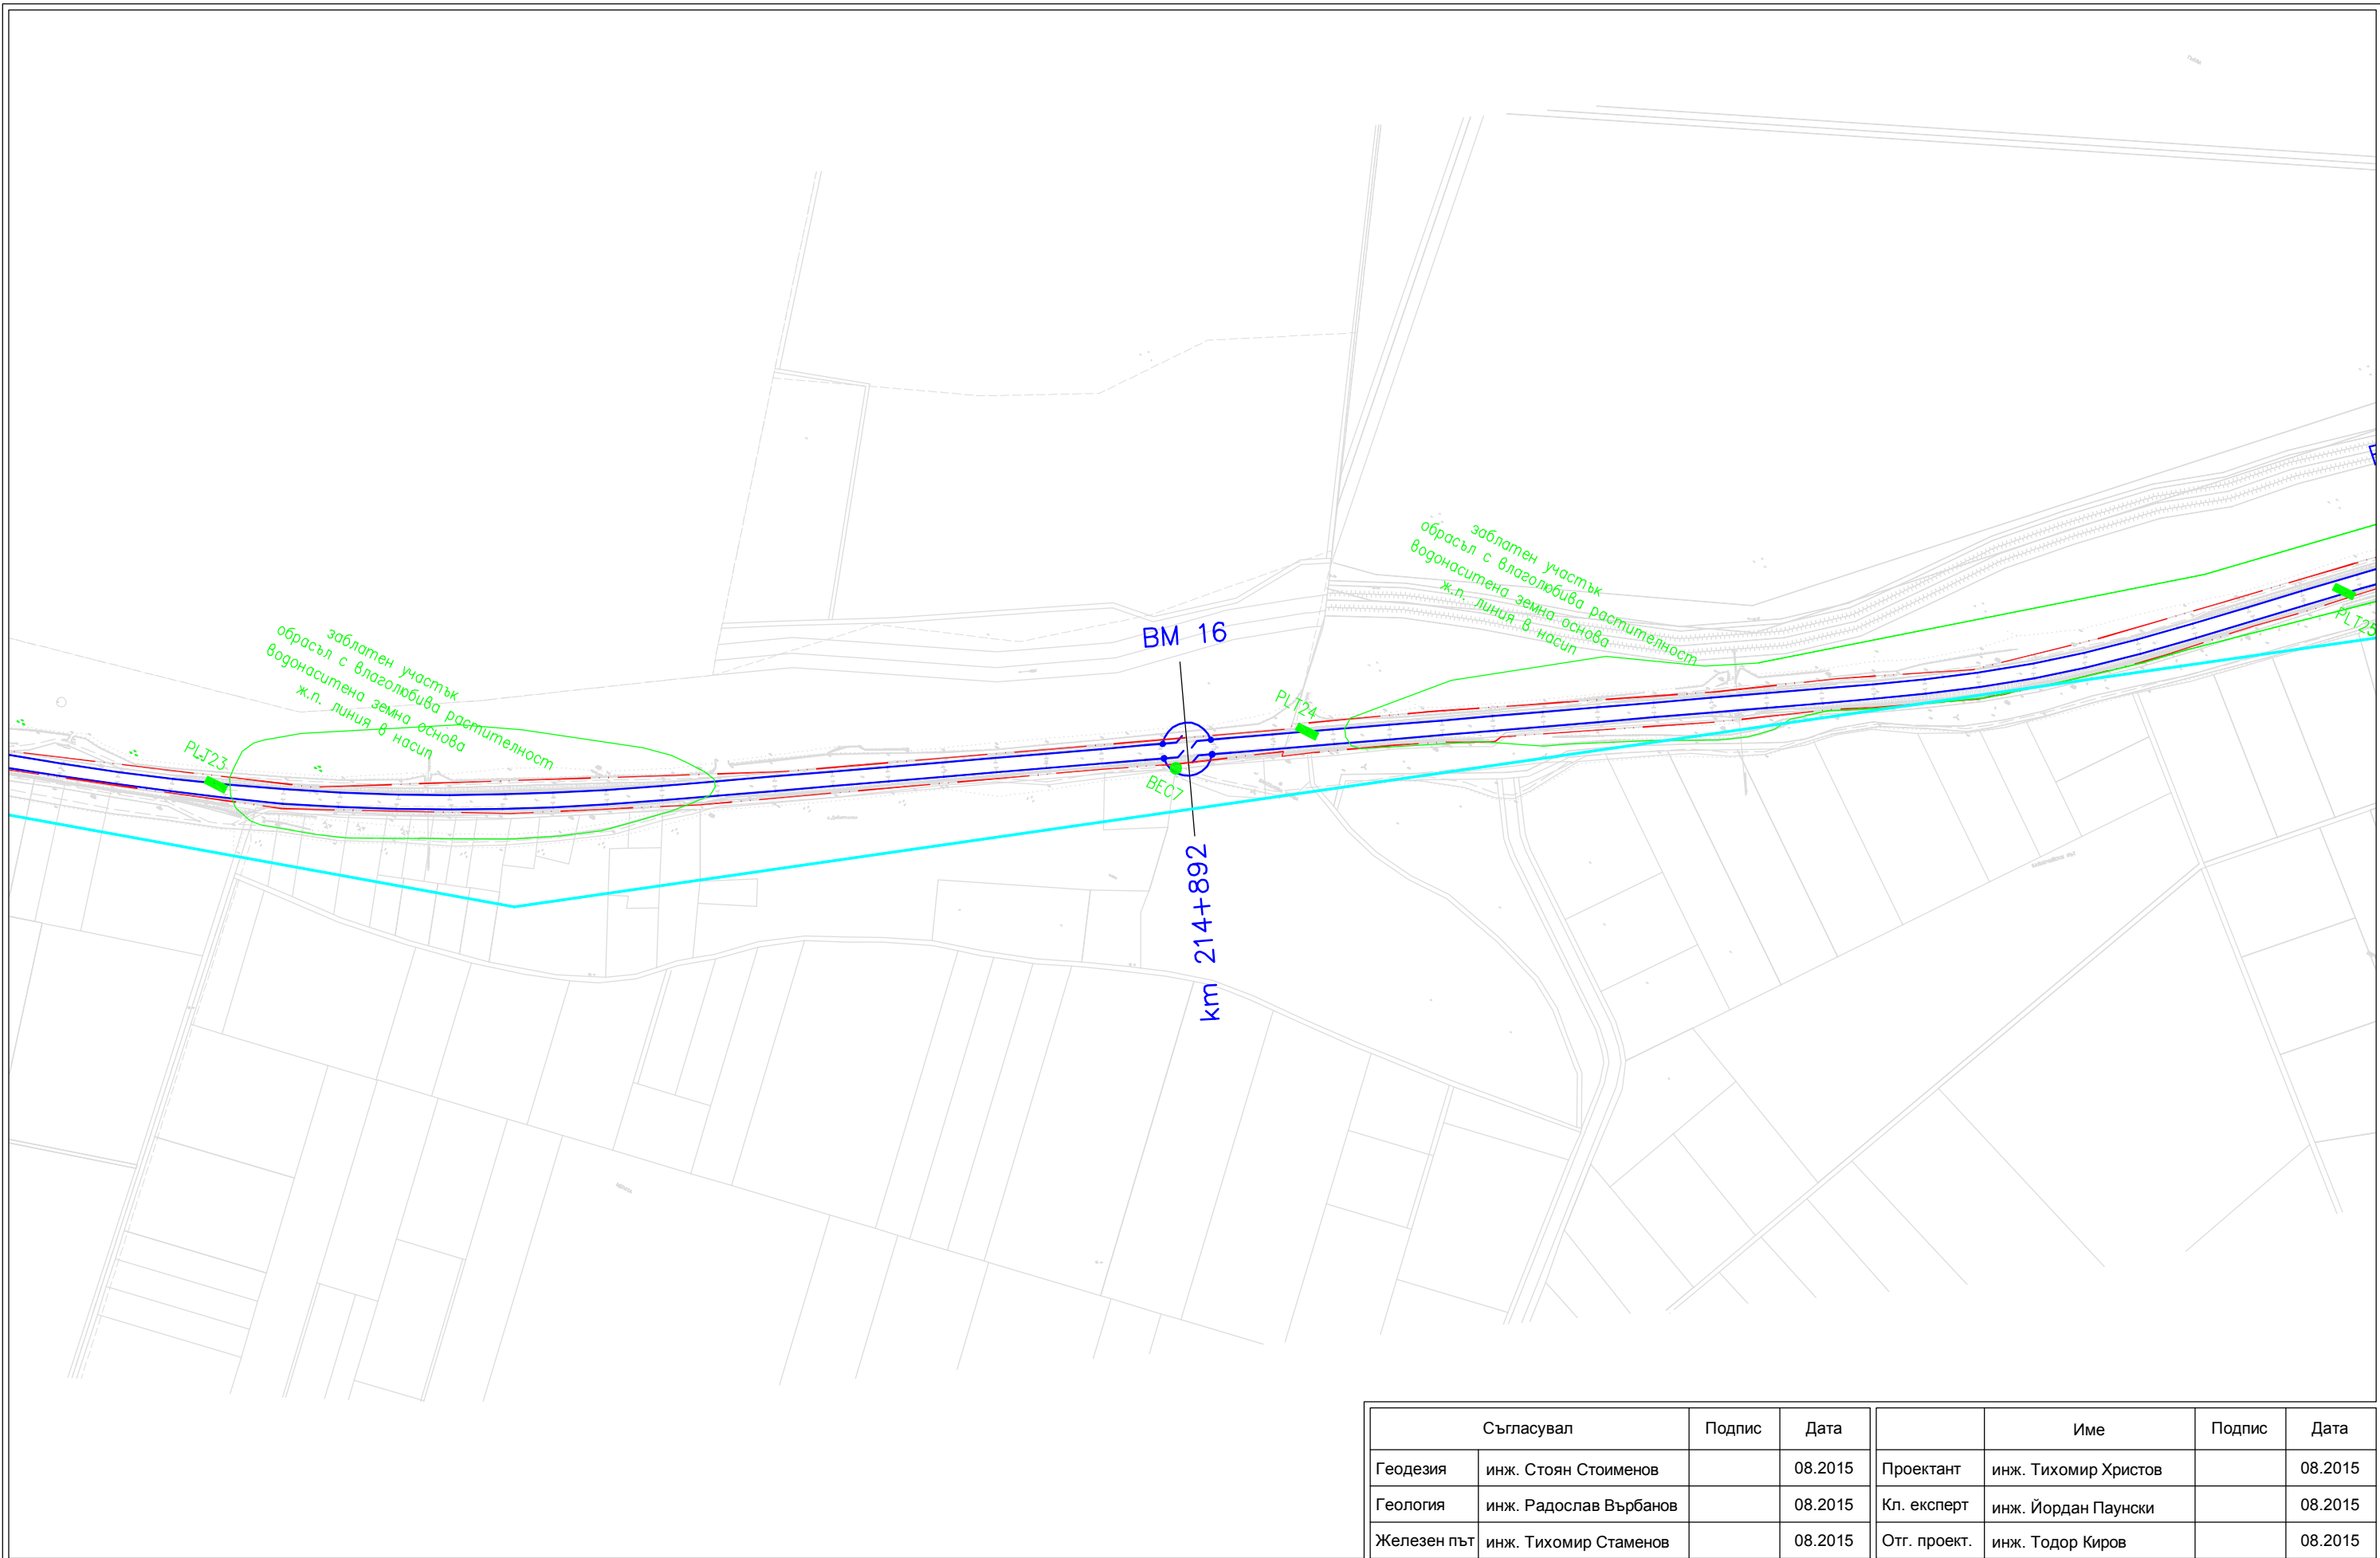 заблатен участък
обрасъл с влаголюбива растителност
водонаситена земна основа
ж.п. линия в насип
BM 16
заблатен участък
обрасъл с влаголюбива растителност
водонаситена земна основа
ж.п. линия в насип
PLT23
BEC7
PLT24
PLT25
km 214+892
Съгласувал Подпис Дата Име Подпис Дата
Геодезия инж. Стоян Стоименов 08.2015 Проектант инж. Тихомир Христов 08.2015
Геология инж. Радослав Върбанов 08.2015 Кл. експерт инж. Йордан Паунски 08.2015
Железен път инж. Тихомир Стаменов 08.2015 Отг. проект. инж. Тодор Киров 08.2015